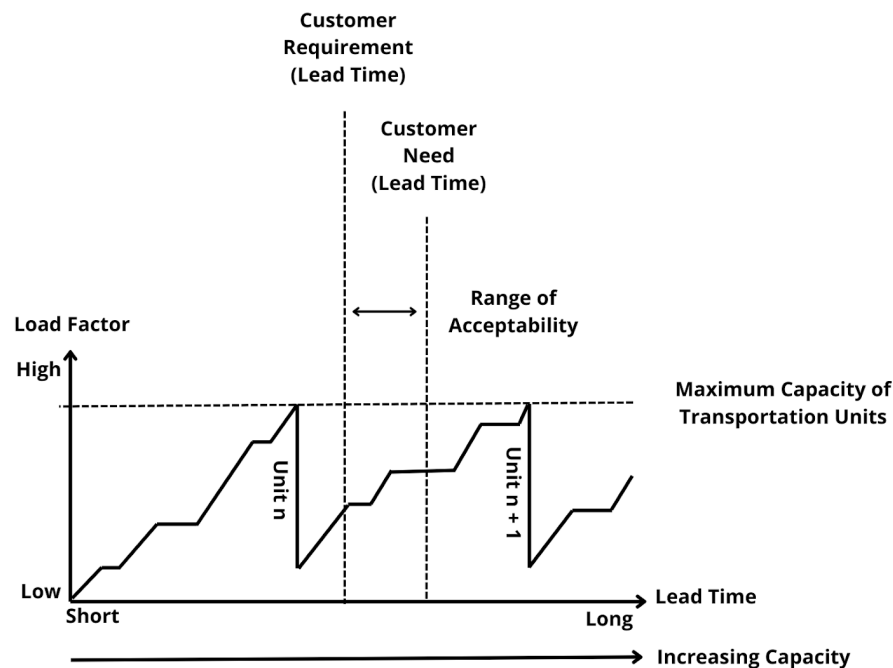 Customer
Requirement
(Lead Time)
Customer
Need
(Lead Time)
Range of
Acceptability
Load Factor
High
Maximum Capacity of
Transportation Units
Unit n
Unit n + 1
Low
Short
Long
Lead Time
Increasing Capacity